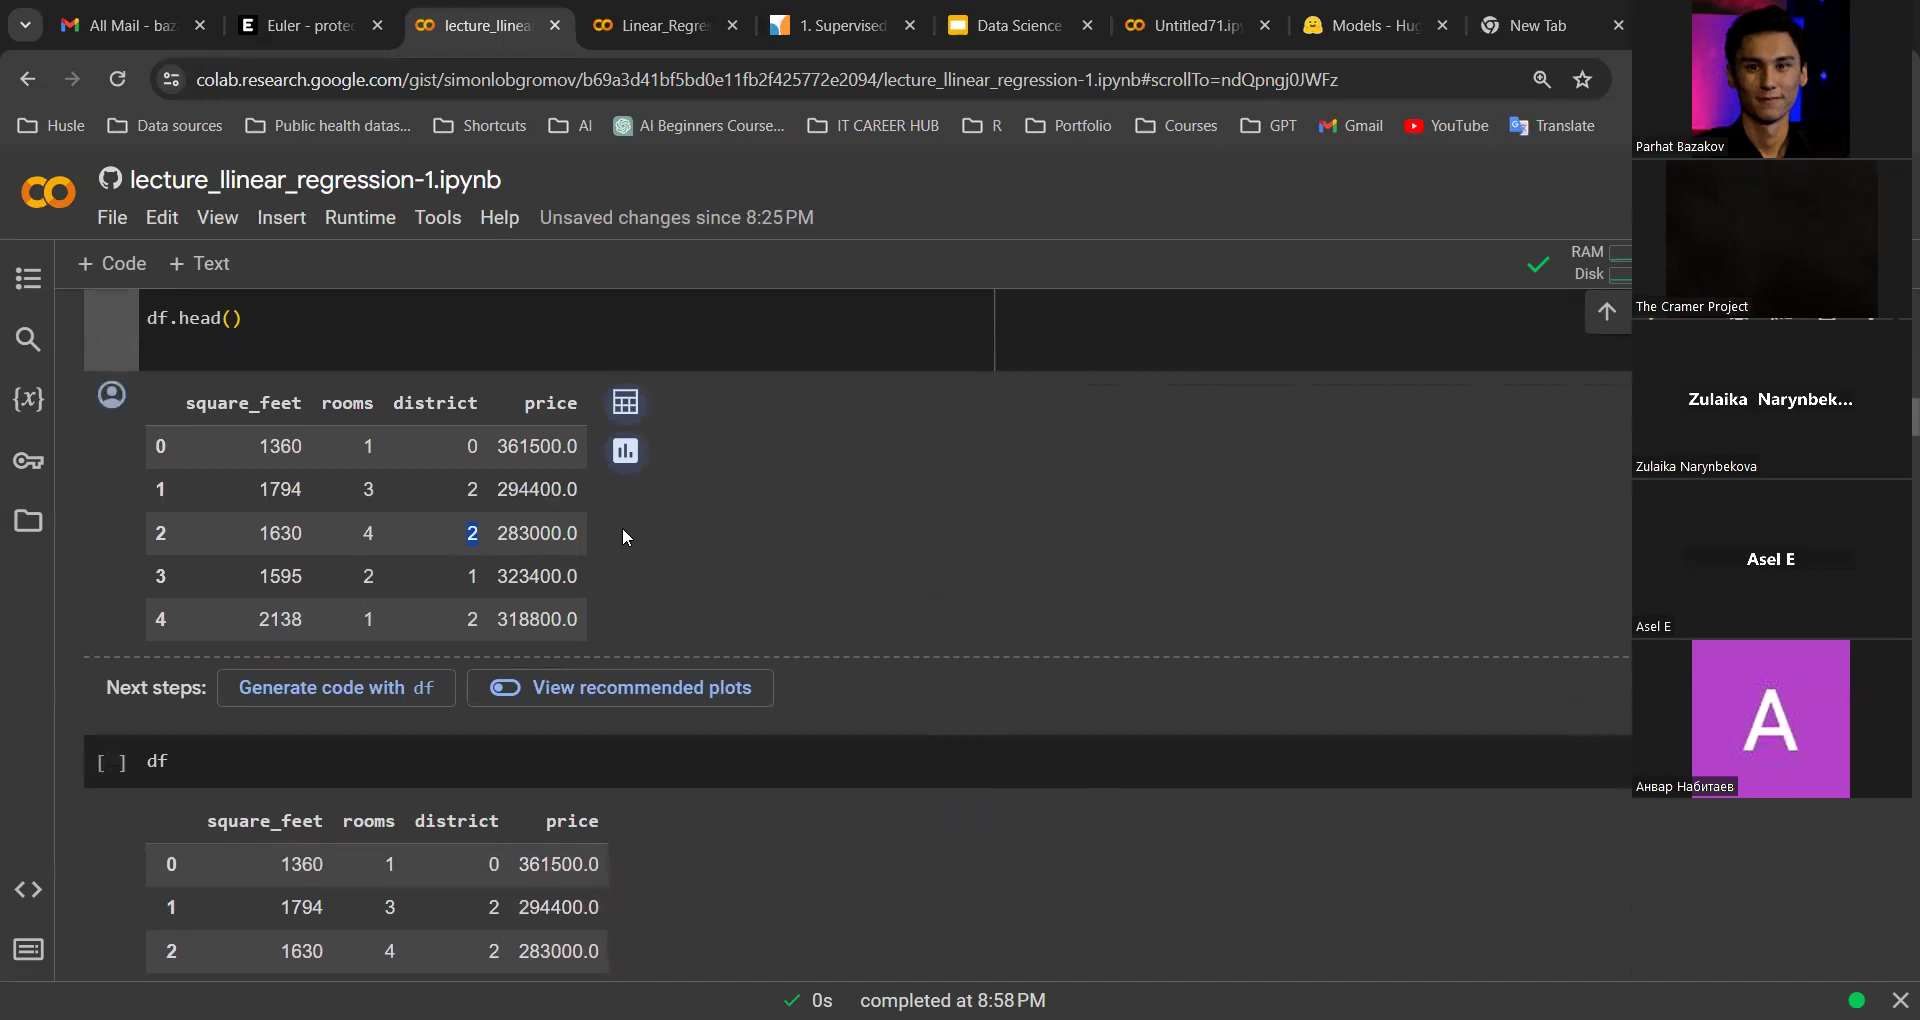 All Mail - baz
Euler - prote
lecture_llinea
Linear_Regre
1. Supervised
Data Science
Untitled71.ip
Models - Hug
New Tab
colab.research.google.com/gist/simonlobgromov/b69a3d41bf5bd0e11fb2f425772e2094/lecture_llinear_regression-1.ipynb#scrollTo=ndQpngj0JWFz
Husle
Data sources
Public health datas...
Shortcuts
AI
AI Beginners Course...
IT CAREER HUB
R
Portfolio
Courses
GPT
Gmail
YouTube
Translate
lecture_llinear_regression-1.ipynb
File Edit View Insert Runtime Tools Help Unsaved changes since 8:25 PM
+ Code + Text
RAM
Disk
df.head()
square_feet rooms district price
0 1360 1 0 361500.0
1 1794 3 2 294400.0
2 1630 4 2 283000.0
3 1595 2 1 323400.0
4 2138 1 2 318800.0
Next steps: Generate code with df View recommended plots
[ ] df
square_feet rooms district price
0 1360 1 0 361500.0
1 1794 3 2 294400.0
2 1630 4 2 283000.0
0s completed at 8:58 PM
Parhat Bazakov
The Cramer Project
Zulaika Narynbek...
Zulaika Narynbekova
Asel E
Asel E
A
Анвар Набитаев